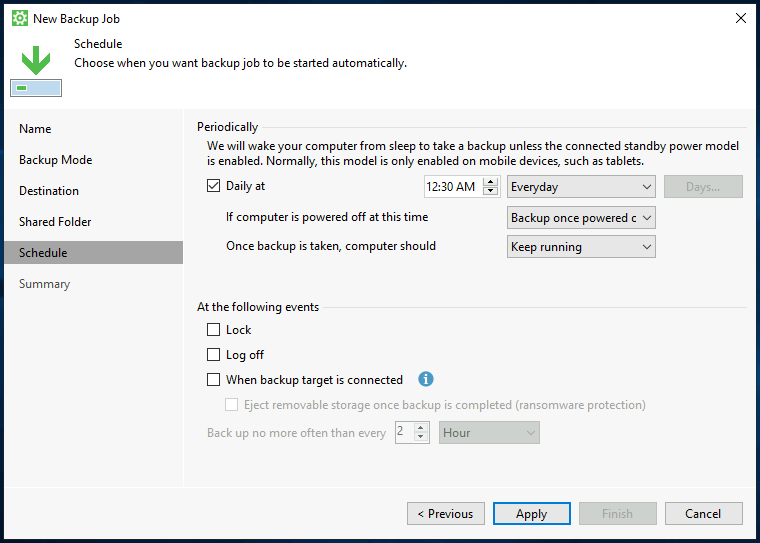 New Backup Job
Schedule
Choose when you want backup job to be started automatically.
Name
Backup Mode
Destination
Shared Folder
Schedule
Summary
Periodically
We will wake your computer from sleep to take a backup unless the connected standby power model
is enabled. Normally, this model is only enabled on mobile devices, such as tablets.
Daily at 12:30 AM Everyday Days...
If computer is powered off at this time Backup once powered c
Once backup is taken, computer should Keep running
At the following events
Lock
Log off
When backup target is connected
Eject removable storage once backup is completed (ransomware protection)
Back up no more often than every 2 Hour
< Previous Apply Finish Cancel